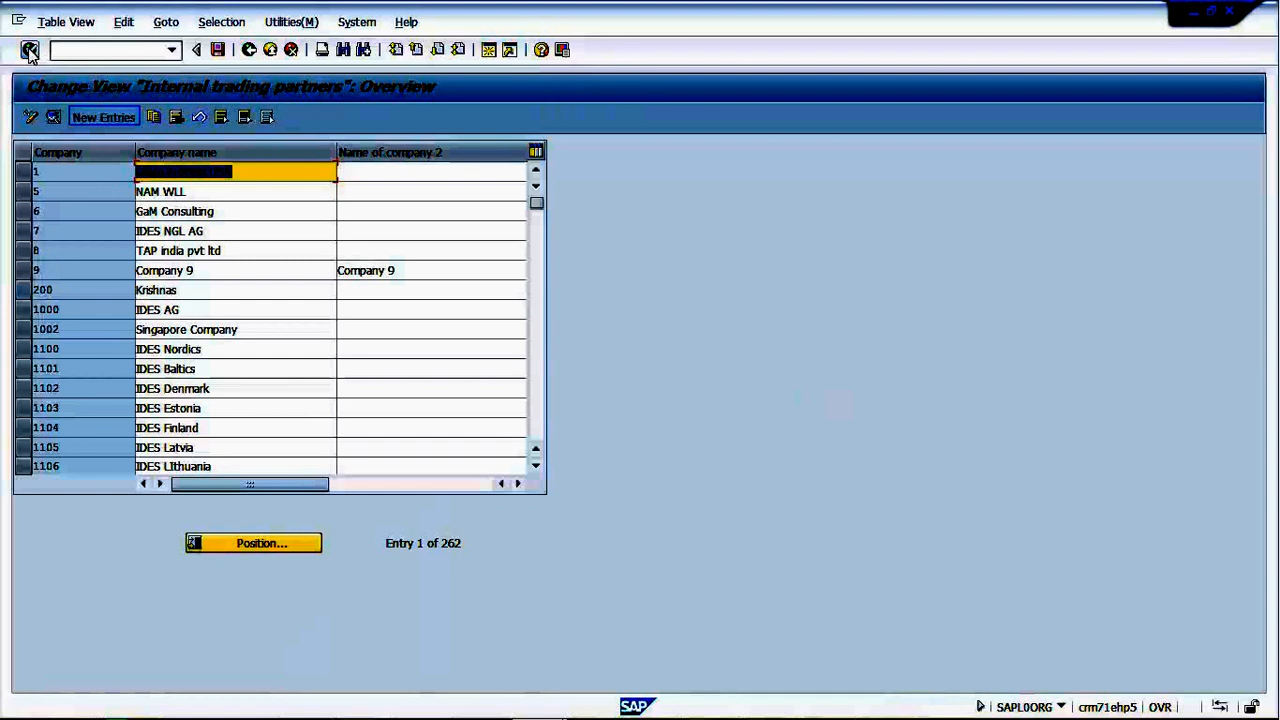 Table View Edit Goto Selection Utilities(M) System Help
Change View "Internal trading partners": Overview
New Entries
Company Company name Name of company 2
1
5 NAM WLL
6 GaM Consulting
7 IDES NGL AG
8 TAP india pvt ltd
9 Company 9 Company 9
200 Krishnas
1000 IDES AG
1002 Singapore Company
1100 IDES Nordics
1101 IDES Baltics
1102 IDES Denmark
1103 IDES Estonia
1104 IDES Finland
1105 IDES Latvia
1106 IDES LIthuania
Position... Entry 1 of 262
SAP SAPL0ORG crm71ehp5 OVR